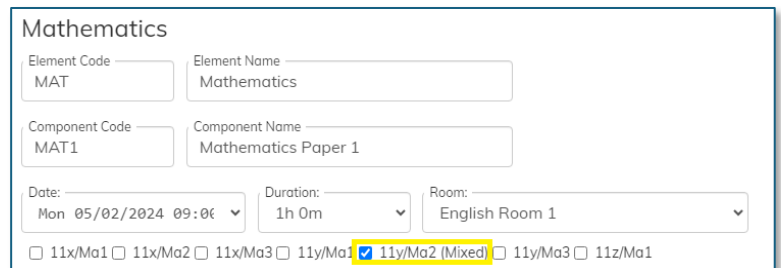 Mathematics
Element Code Element Name
MAT Mathematics
Component Code Component Name
MAT1 Mathematics Paper 1
Date: Duration: Room:
Mon 05/02/2024 09:0 1h 0m English Room 1
11x/Ma1 11x/Ma2 11x/Ma3 11y/Ma1 11y/Ma2 (Mixed) 11y/Ma3 11z/Ma1